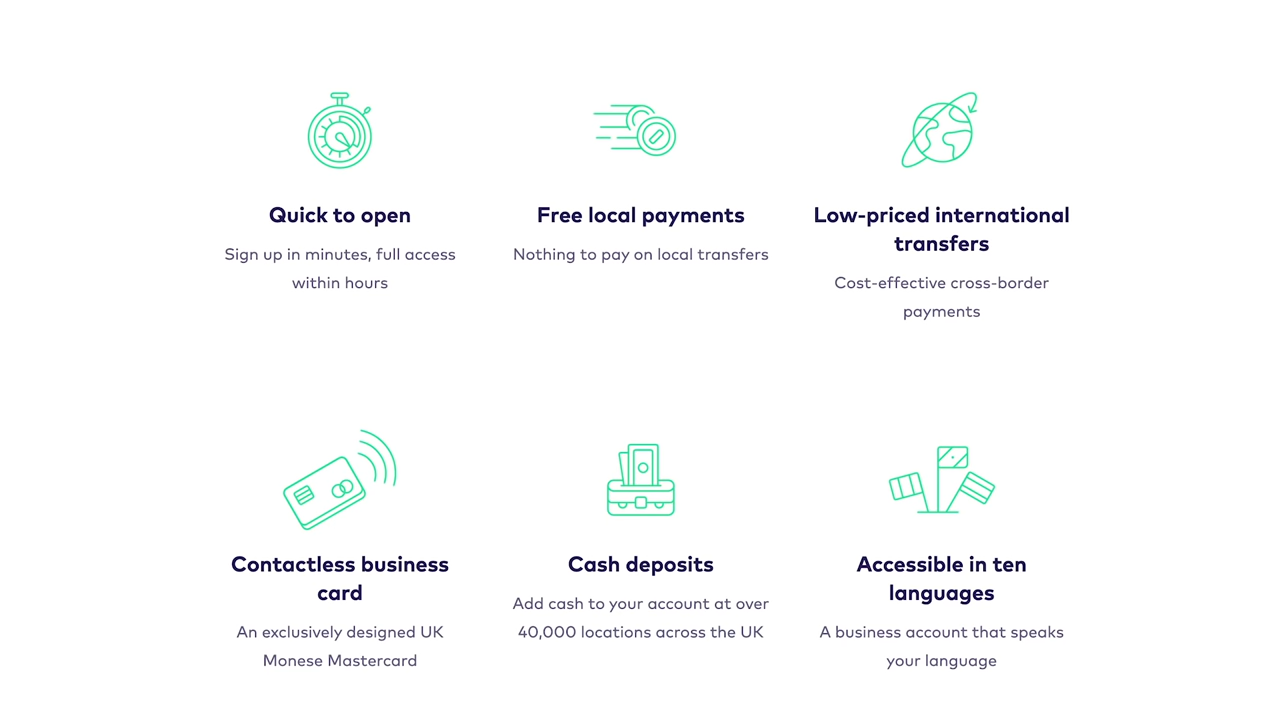 Quick to open
Sign up in minutes, full access
within hours
Free local payments
Nothing to pay on local transfers
Low-priced international
transfers
Cost-effective cross-border
payments
Contactless business
card
An exclusively designed UK
Monese Mastercard
Cash deposits
Add cash to your account at over
40,000 locations across the UK
Accessible in ten
languages
A business account that speaks
your language